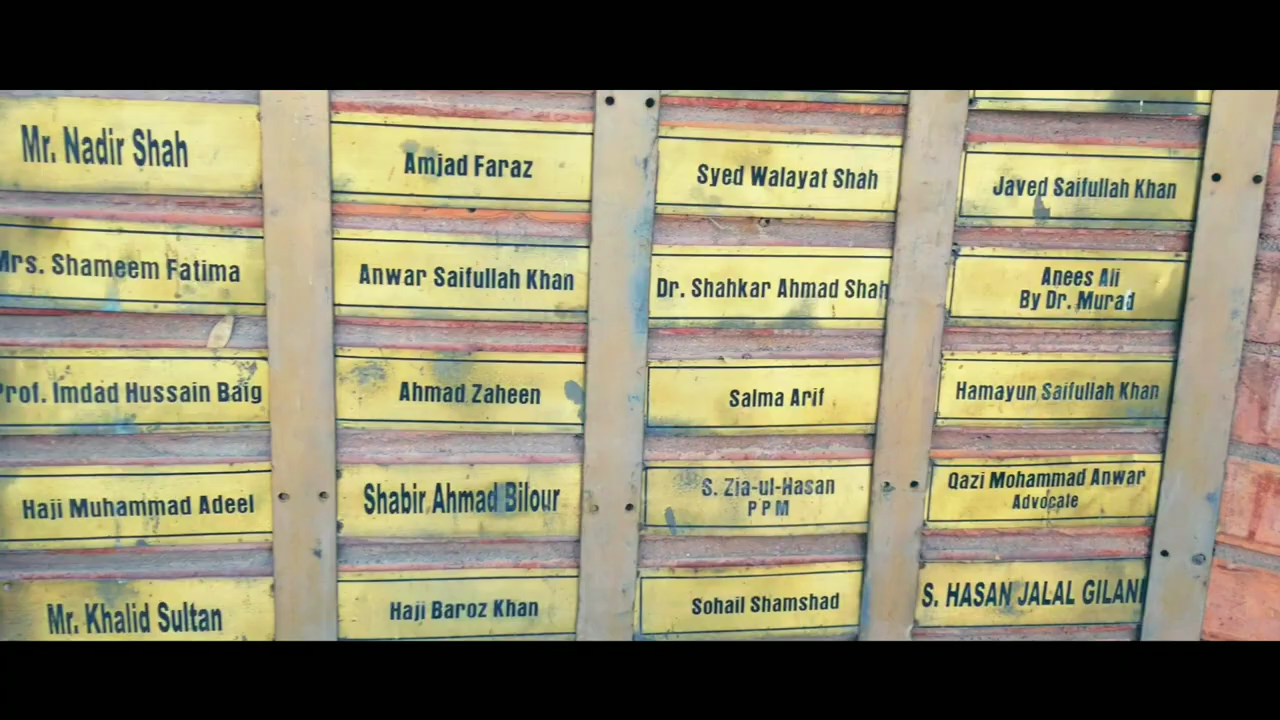 Mr. Nadir Shah
Mrs. Shameem Fatima
Prof. Imdad Hussain Baig
Haji Muhammad Adeel
Mr. Khalid Sultan
Amjad Faraz
Anwar Saifullah Khan
Ahmad Zaheen
Shabir Ahmad Bilour
Haji Baroz Khan
Syed Walayat Shah
Dr. Shahkar Ahmad Shah
Salma Arif
S. Zia-ul-Hasan
PPM
Sohail Shamshad
Javed Saifullah Khan
Anees Ali
By Dr. Murad
Hamayun Saifullah Khan
Qazi Mohammad Anwar
Advocate
S. HASAN JALAL GILANI